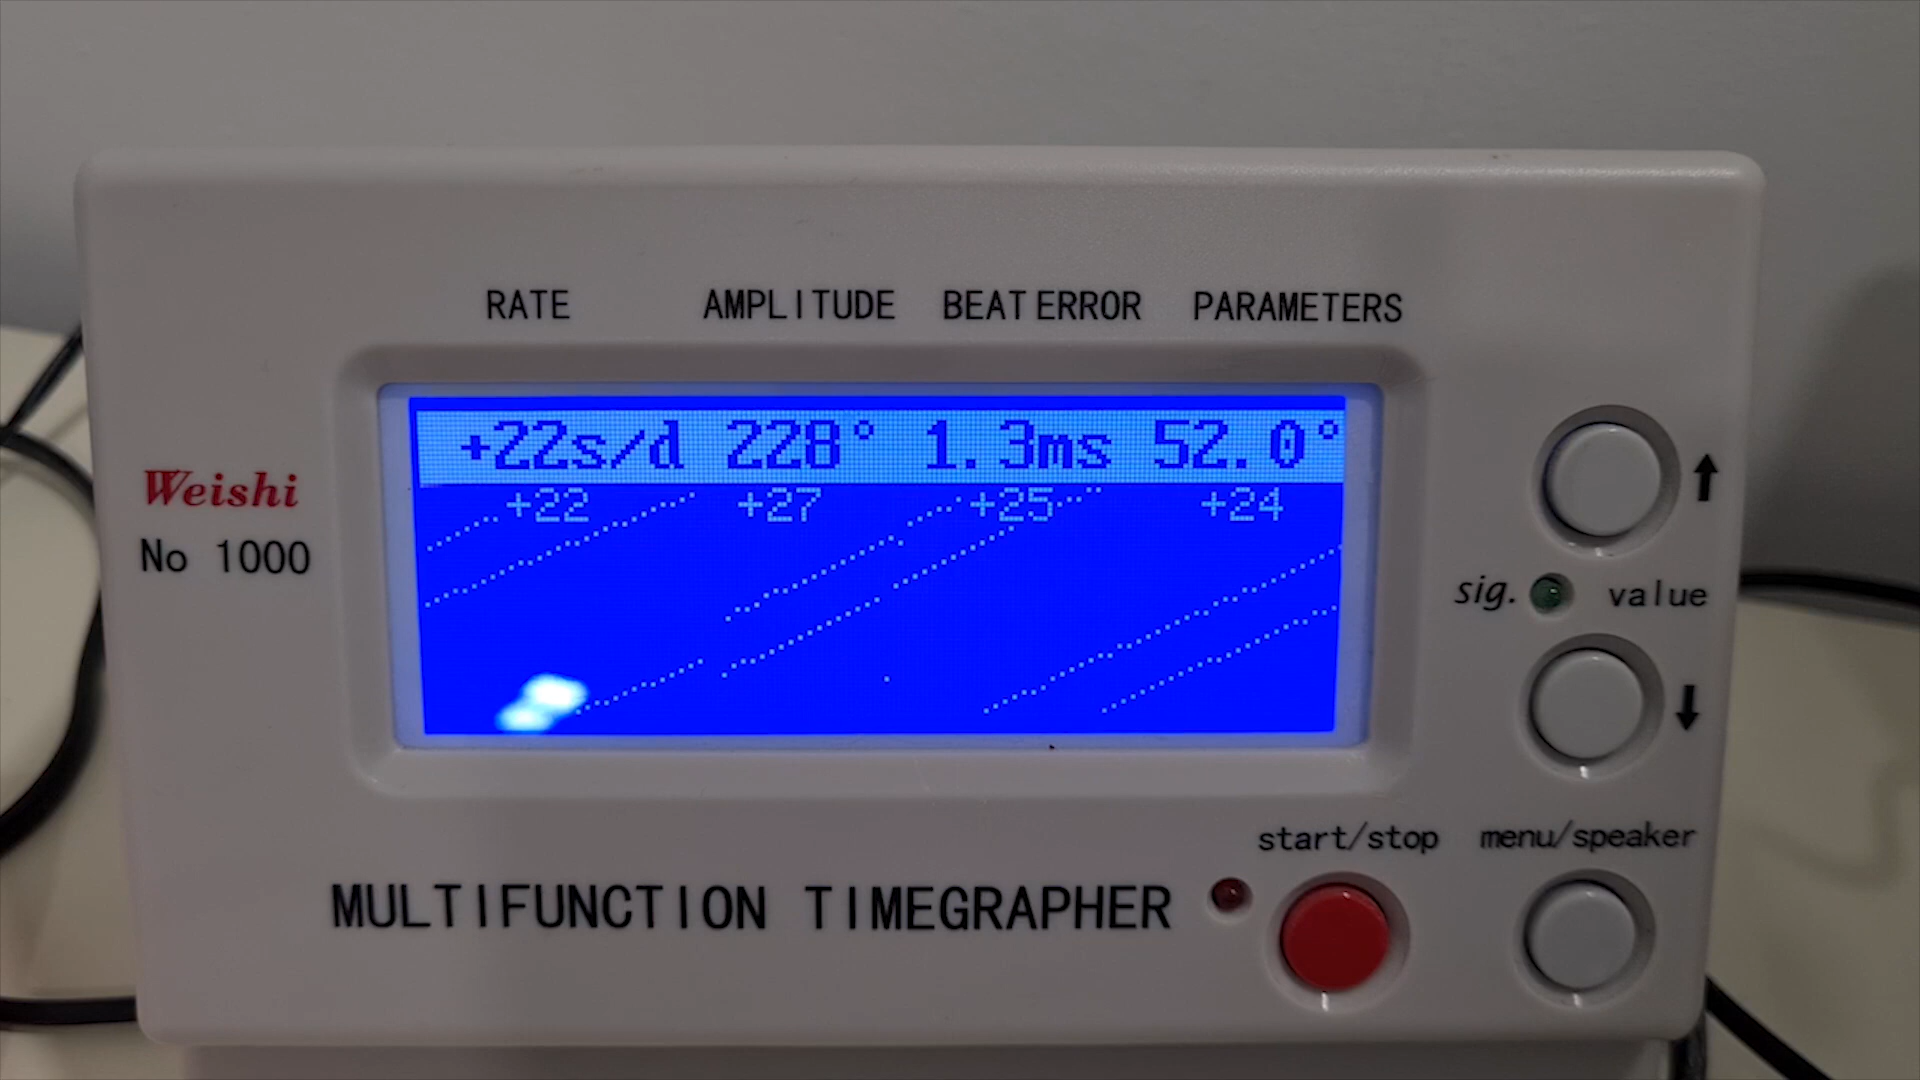 RATE AMPLITUDE BEAT ERROR PARAMETERS
+22s/d 228° 1.3ms 52.0°
+22 +27 +25 +24
Weishi
No 1000
sig. value
start/stop menu/speaker
MULTIFUNCTION TIMEGRAPHER